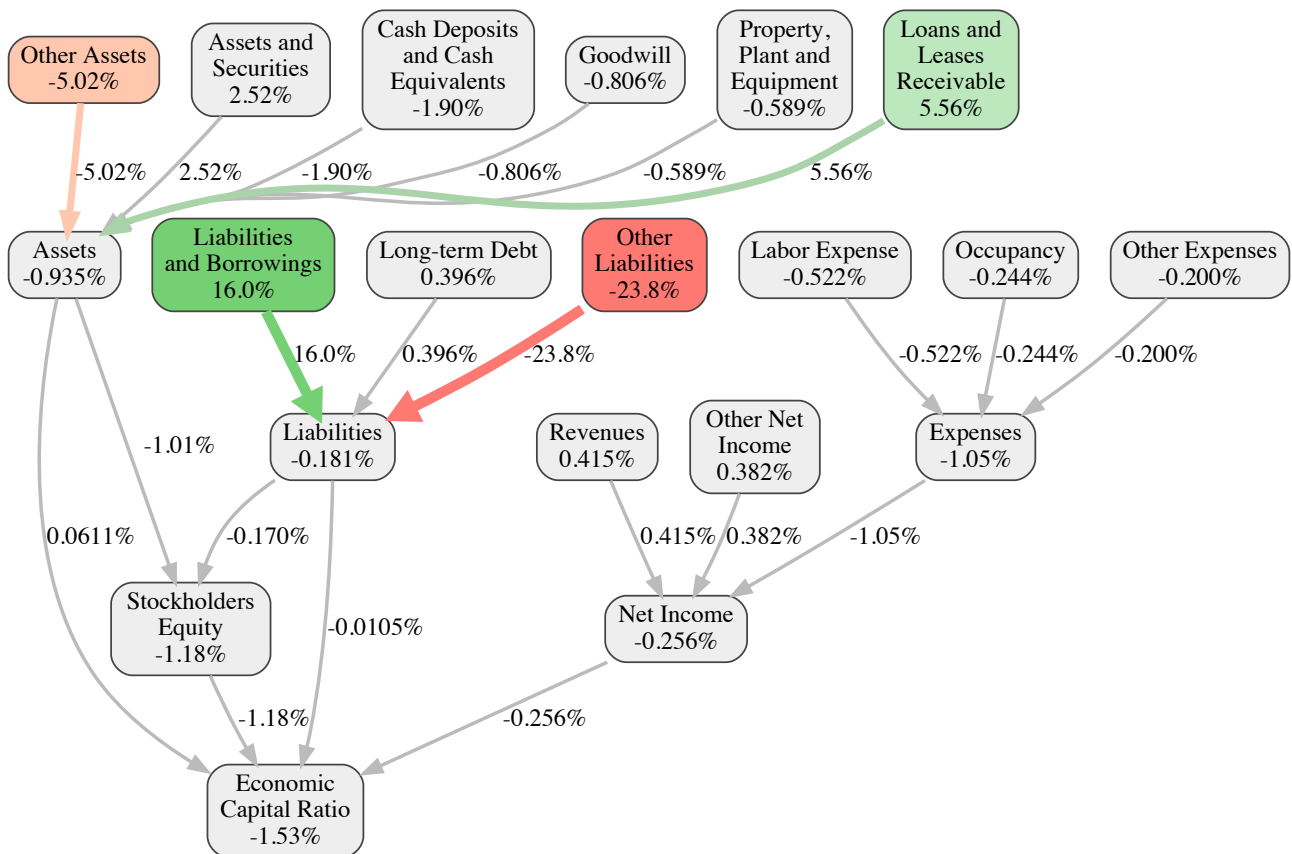 Other Assets
-5.02%
Assets and
Securities
2.52%
Cash Deposits
and Cash
Equivalents
-1.90%
Goodwill
-0.806%
Property,
Plant and
Equipment
-0.589%
Loans and
Leases
Receivable
5.56%
-5.02%
2.52%
-1.90%
-0.806%
-0.589%
5.56%
Assets
-0.935%
Liabilities
and Borrowings
16.0%
Long-term Debt
0.396%
Other
Liabilities
-23.8%
Labor Expense
-0.522%
Occupancy
-0.244%
Other Expenses
-0.200%
16.0%
0.396%
-23.8%
-0.522%
-0.244%
-0.200%
-1.01%
Liabilities
-0.181%
Revenues
0.415%
Other Net
Income
0.382%
Expenses
-1.05%
0.0611%
-0.170%
0.415%
0.382%
-1.05%
Stockholders
Equity
-1.18%
-0.0105%
Net Income
-0.256%
-1.18%
-0.256%
Economic
Capital Ratio
-1.53%